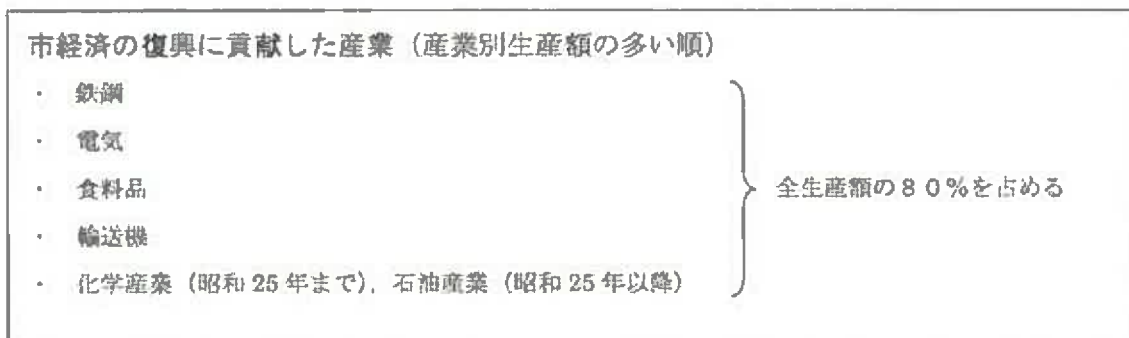 市経済の復興に貢献した産業（産業別生産額の多い順）
・ 鉄鋼
・ 電気
・ 食料品
・ 輸送機
・ 化学産業（昭和25年まで），石油産業（昭和25年以降）
全生産額の８０％を占める